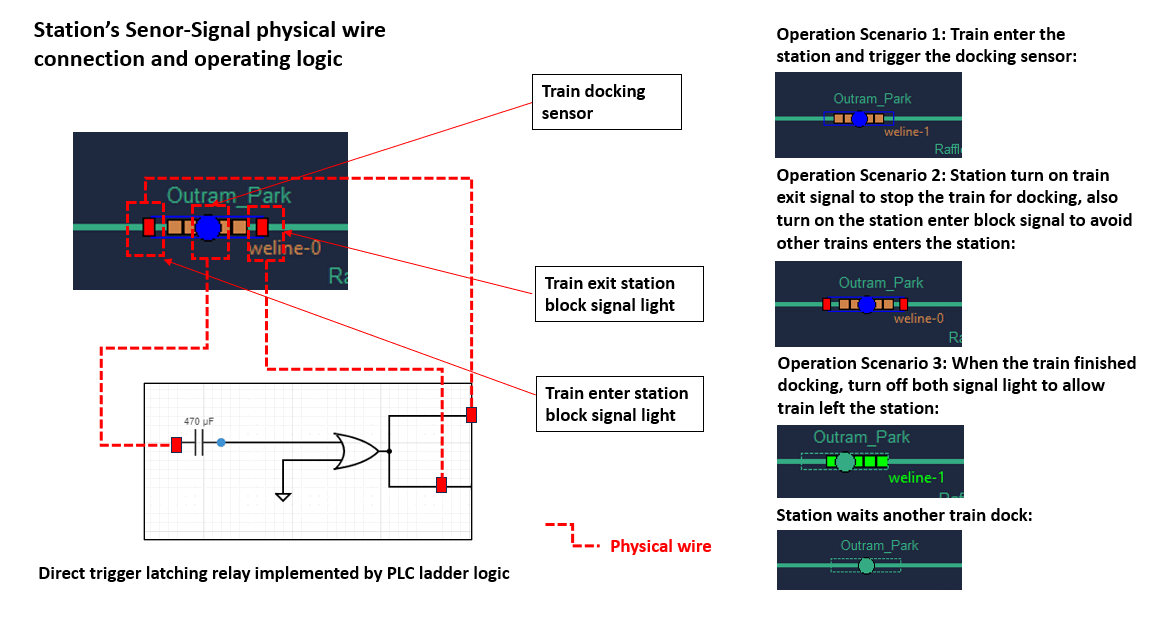 Station's Senor-Signal physical wire
connection and operating logic
Train docking
sensor
Outram_Park
weline-0
Ra
Train exit station
block signal light
Train enter station
block signal light
470 µF
Physical wire
Direct trigger latching relay implemented by PLC ladder logic
Operation Scenario 1: Train enter the
station and trigger the docking sensor:
Outram_Park
weline-1
Raffl
Operation Scenario 2: Station turn on train
exit signal to stop the train for docking, also
turn on the station enter block signal to avoid
other trains enters the station:
Outram_Park
weline-0
Ra
Operation Scenario 3: When the train finished
docking, turn off both signal light to allow
train left the station:
Outram_Park
weline-1
Station waits another train dock:
Outram_Park